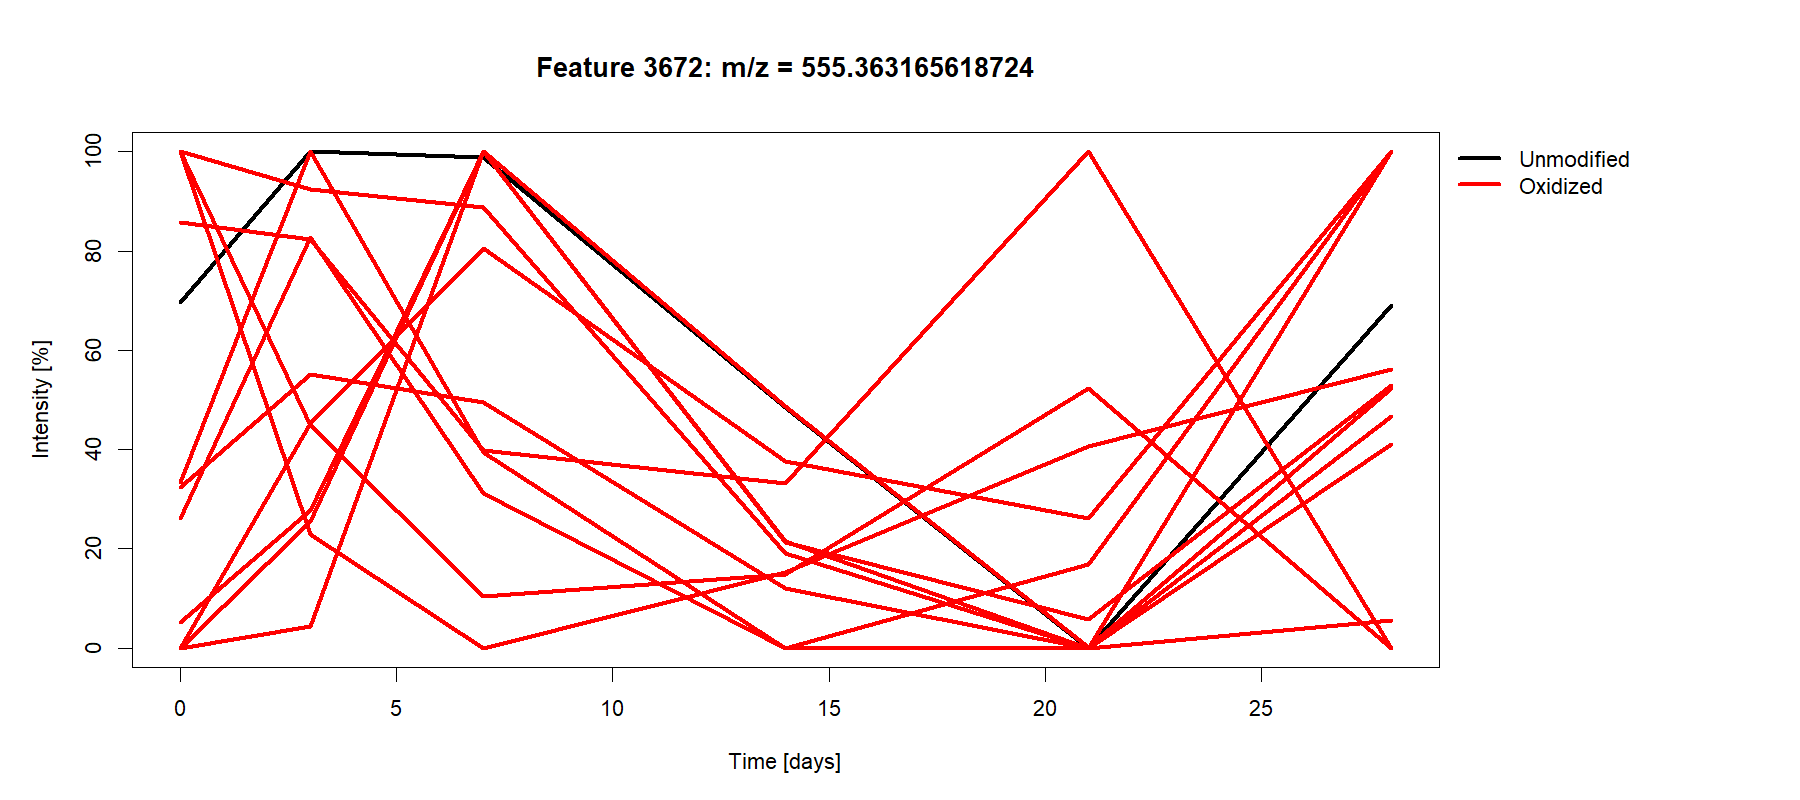 Feature 3672: m/z = 555.363165618724
Unmodified
Oxidized
Intensity [%]
100
80
60
40
20
0
0 5 10 15 20 25
Time [days]